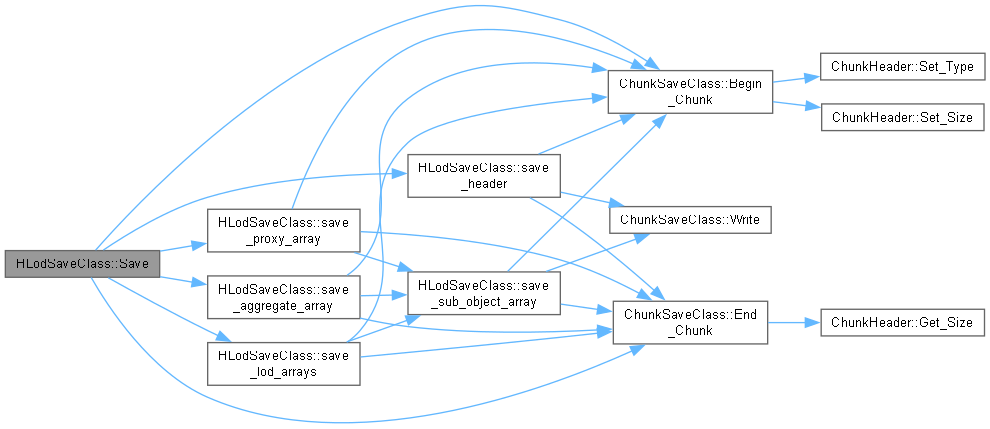 HLodSaveClass::Save
HLodSaveClass::save
_proxy_array
HLodSaveClass::save
_aggregate_array
HLodSaveClass::save
_lod_arrays
HLodSaveClass::save
_header
HLodSaveClass::save
_sub_object_array
ChunkSaveClass::Begin
_Chunk
ChunkSaveClass::Write
ChunkSaveClass::End
_Chunk
ChunkHeader::Set_Type
ChunkHeader::Set_Size
ChunkHeader::Get_Size